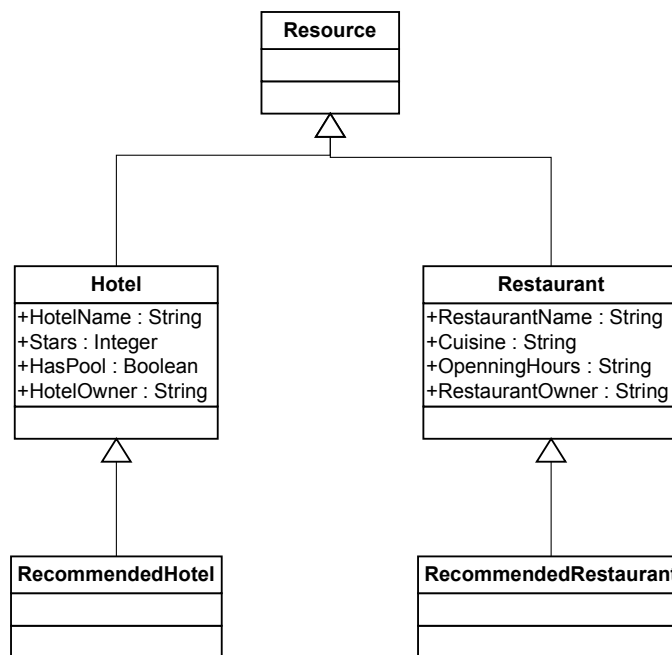 Resource
Hotel
+HotelName : String
+Stars : Integer
+HasPool : Boolean
+HotelOwner : String
Restaurant
+RestaurantName : String
+Cuisine : String
+OpenningHours : String
+RestaurantOwner : String
RecommendedHotel
RecommendedRestaurant